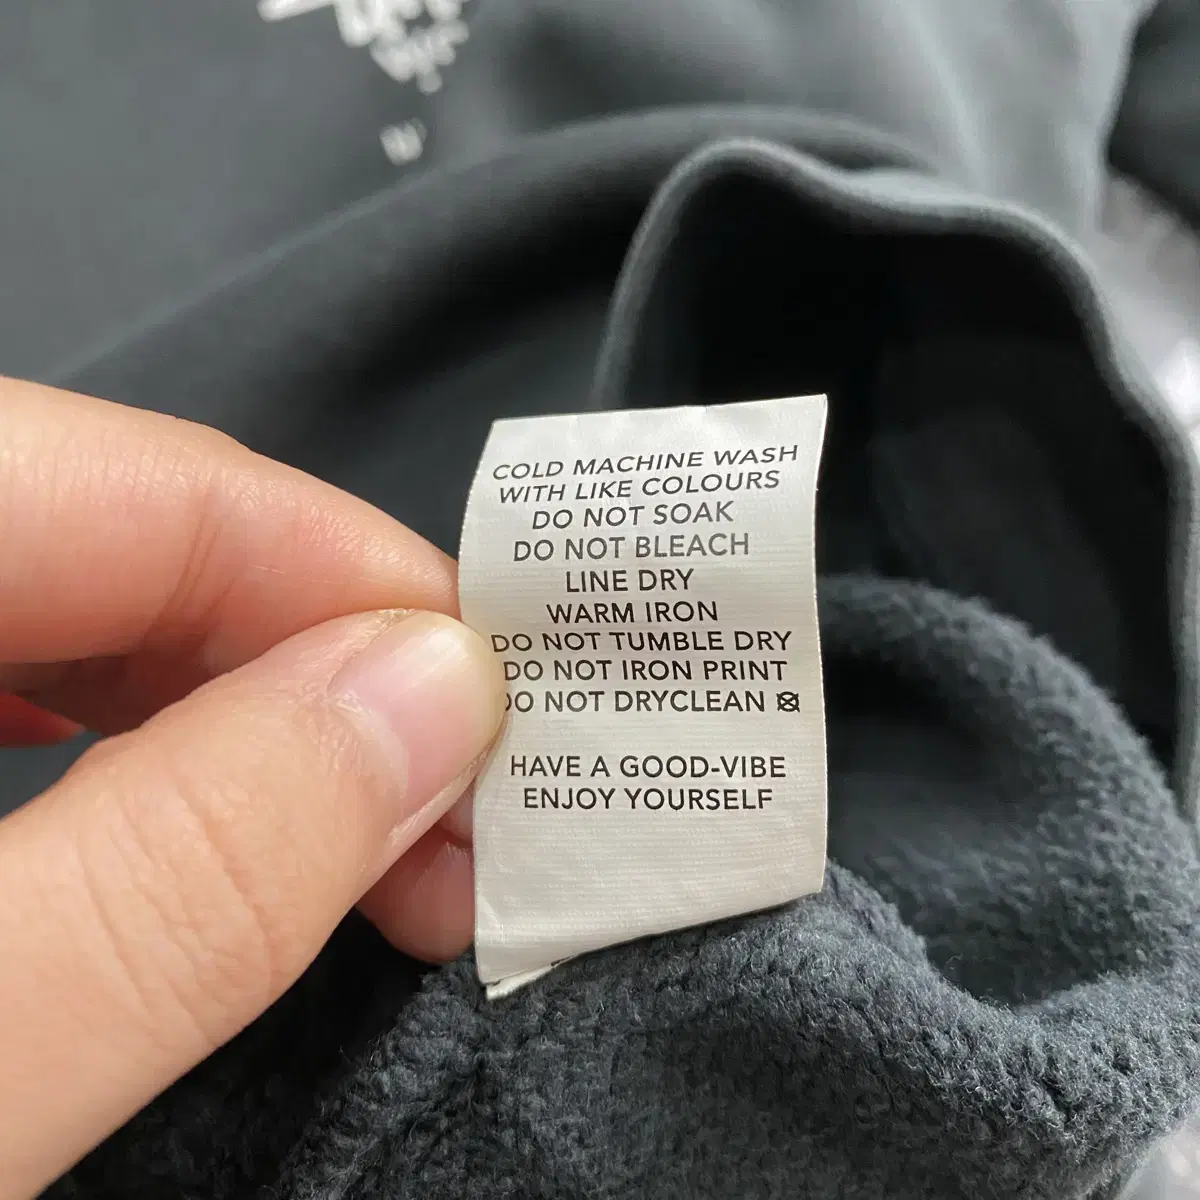 COLD MACHINE WASH
WITH LIKE COLOURS
DO NOT SOAK
DO NOT BLEACH
LINE DRY
WARM IRON
DO NOT TUMBLE DRY
DO NOT IRON PRINT
DO NOT DRYCLEAN
HAVE A GOOD-VIBE
ENJOY YOURSELF